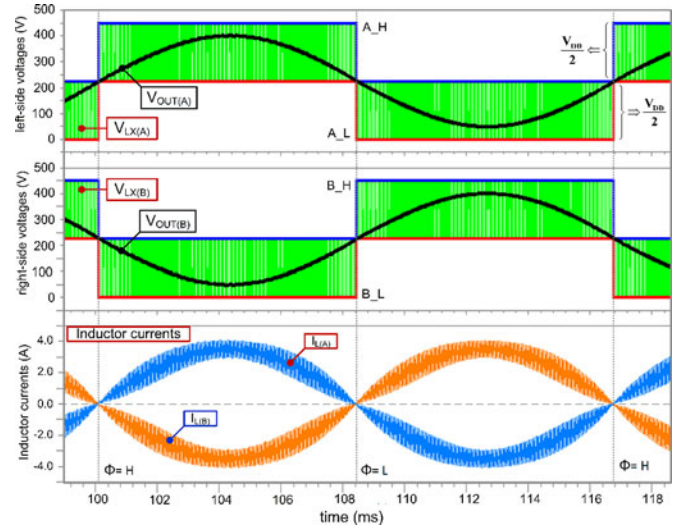 500
400
300
200
100
0
left-side voltages (V)
A_H
V_DD/2 ⇐
V_OUT(A)
V_LX(A)
A_L
⇒ V_DD/2
500
400
300
200
100
0
right-side voltages (V)
V_LX(B)
B_H
V_OUT(B)
B_L
Inductor currents
4.0
2.0
0.0
-2.0
-4.0
Inductor currents (A)
I_L(A)
I_L(B)
Φ= H
Φ= L
Φ= H
100 102 104 106 108 110 112 114 116 118
time (ms)